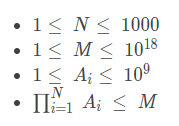 • 1 ≤ N ≤ 1000
• 1 ≤ M ≤ 10^18
• 1 ≤ A_i ≤ 10^9
• ∏_{i=1}^{N} A_i ≤ M